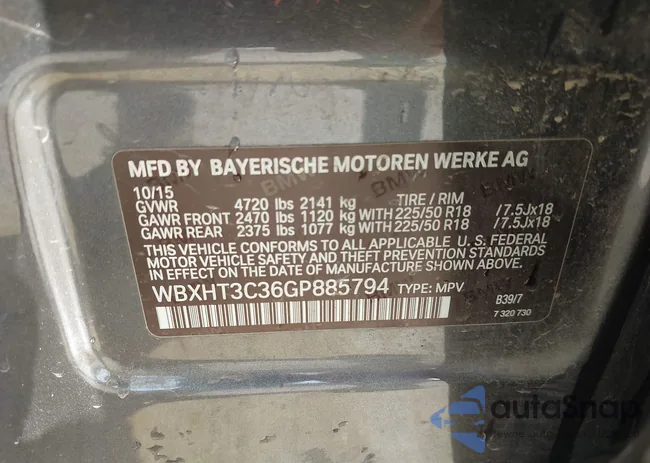 MFD BY BAYERISCHE MOTOREN WERKE AG
10/15
GVWR 4720 lbs 2141 kg TIRE / RIM
GAWR FRONT 2470 lbs 1120 kg WITH 225/50 R18 /7.5Jx18
GAWR REAR 2375 lbs 1077 kg WITH 225/50 R18 /7.5Jx18
THIS VEHICLE CONFORMS TO ALL APPLICABLE U. S. FEDERAL
MOTOR VEHICLE SAFETY AND THEFT PREVENTION STANDARDS
IN EFFECT ON THE DATE OF MANUFACTURE SHOWN ABOVE.
WBXHT3C36GP885794 TYPE: MPV
B39/7
7 320 730
autoSnap